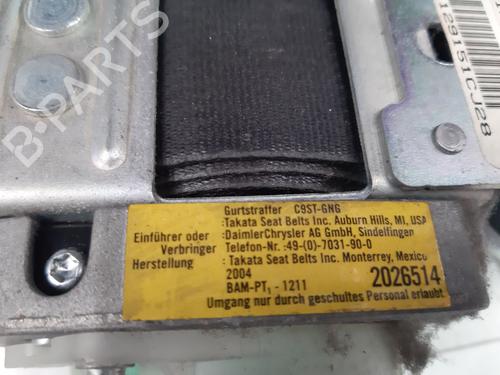 B-PARTS
129151CJ28
Gurtstraffer C9ST-GNG
:Takata Seat Belts Inc. Auburn Hills, MI, USA
Einführer oder :DaimlerChrysler AG GmbH, Sindelfingen
Verbringer Telefon-Nr. :49-(0)-7031-90-0
Herstellung : Takata Seat Belts Inc. Monterrey, Mexico
2004
BAM-PT₁ - 1211 2026514
Umgang nur durch geschultes Personal erlaubt